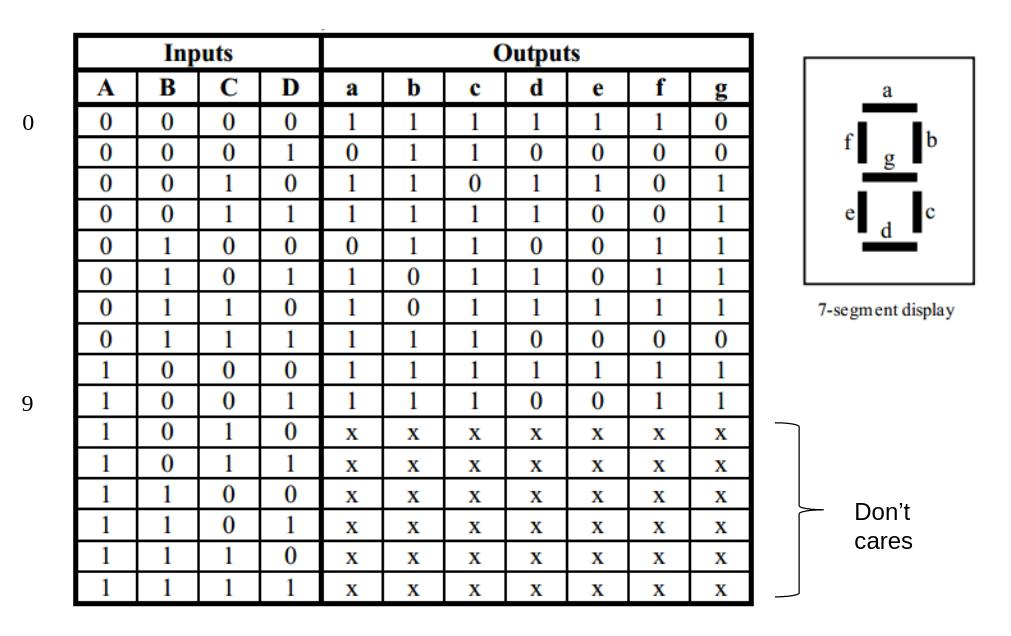 Inputs Outputs
A B C D a b c d e f g
0 0 0 0 0 1 1 1 1 1 1 0
0 0 0 1 0 1 1 0 0 0 0
0 0 1 0 1 1 0 1 1 0 1
0 0 1 1 1 1 1 1 0 0 1
0 1 0 0 0 1 1 0 0 1 1
0 1 0 1 1 0 1 1 0 1 1
0 1 1 0 1 0 1 1 1 1 1
0 1 1 1 1 1 1 0 0 0 0
1 0 0 0 1 1 1 1 1 1 1
9 1 0 0 1 1 1 1 0 0 1 1
1 0 1 0 x x x x x x x
1 0 1 1 x x x x x x x
1 1 0 0 x x x x x x x
1 1 0 1 x x x x x x x
1 1 1 0 x x x x x x x
1 1 1 1 x x x x x x x
a
f b
g
e c
d
7-segment display
Don't
cares